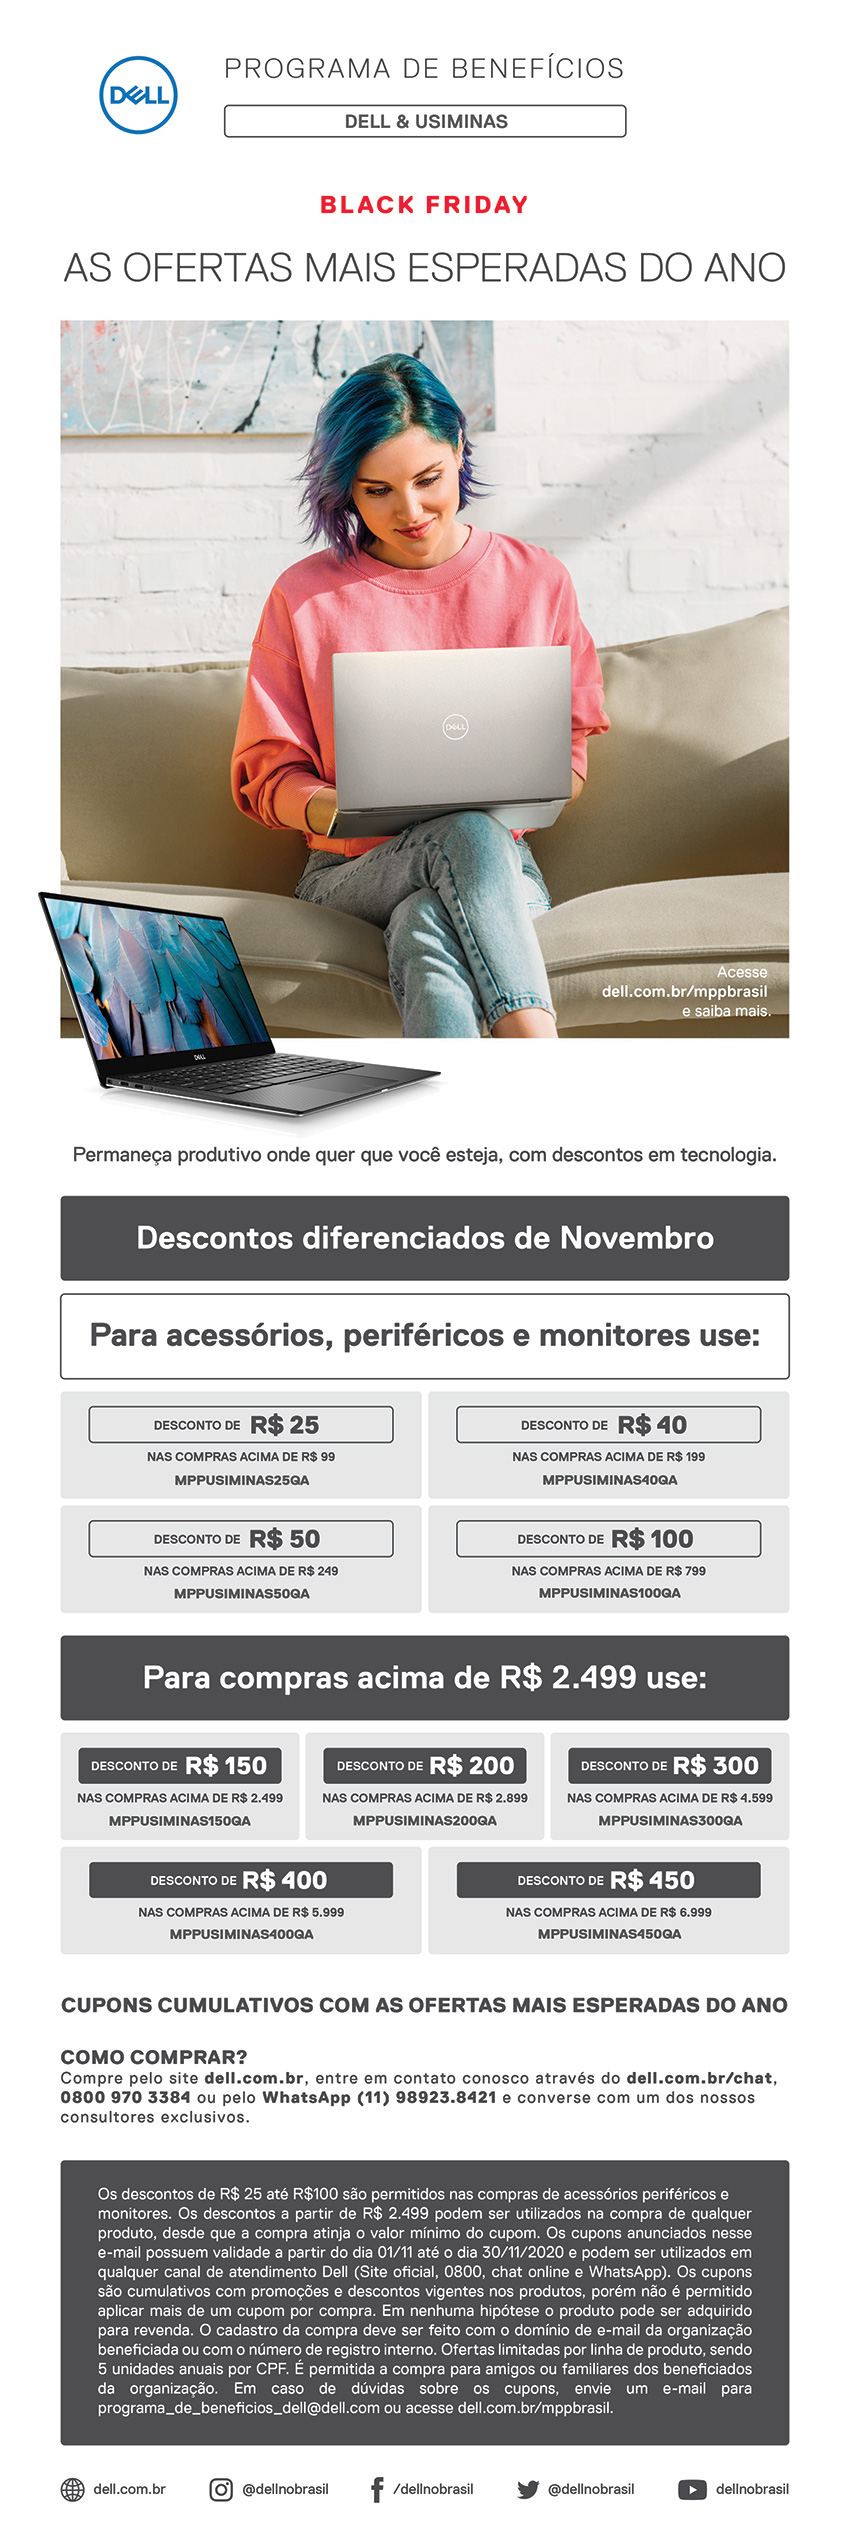 DELL
PROGRAMA DE BENEFÍCIOS
DELL & USIMINAS
BLACK FRIDAY
AS OFERTAS MAIS ESPERADAS DO ANO
DELL
Acesse
dell.com.br/mppbrasil
e saiba mais.
DELL
Permaneça produtivo onde quer que você esteja, com descontos em tecnologia.
Descontos diferenciados de Novembro
Para acessórios, periféricos e monitores use:
DESCONTO DE R$ 25
NAS COMPRAS ACIMA DE R$ 99
MPPUSIMINAS25QA
DESCONTO DE R$ 40
NAS COMPRAS ACIMA DE R$ 199
MPPUSIMINAS40QA
DESCONTO DE R$ 50
NAS COMPRAS ACIMA DE R$ 249
MPPUSIMINAS50QA
DESCONTO DE R$ 100
NAS COMPRAS ACIMA DE R$ 799
MPPUSIMINAS100QA
Para compras acima de R$ 2.499 use:
DESCONTO DE R$ 150
NAS COMPRAS ACIMA DE R$ 2.499
MPPUSIMINAS150QA
DESCONTO DE R$ 200
NAS COMPRAS ACIMA DE R$ 2.899
MPPUSIMINAS200QA
DESCONTO DE R$ 300
NAS COMPRAS ACIMA DE R$ 4.599
MPPUSIMINAS300QA
DESCONTO DE R$ 400
NAS COMPRAS ACIMA DE R$ 5.999
MPPUSIMINAS400QA
DESCONTO DE R$ 450
NAS COMPRAS ACIMA DE R$ 6.999
MPPUSIMINAS450QA
CUPONS CUMULATIVOS COM AS OFERTAS MAIS ESPERADAS DO ANO
COMO COMPRAR?
Compre pelo site dell.com.br, entre em contato conosco através do dell.com.br/chat,
0800 970 3384 ou pelo WhatsApp (11) 98923.8421 e converse com um dos nossos
consultores exclusivos.
Os descontos de R$ 25 até R$100 são permitidos nas compras de acessórios periféricos e
monitores. Os descontos a partir de R$ 2.499 podem ser utilizados na compra de qualquer
produto, desde que a compra atinja o valor mínimo do cupom. Os cupons anunciados nesse
e-mail possuem validade a partir do dia 01/11 até o dia 30/11/2020 e podem ser utilizados em
qualquer canal de atendimento Dell (Site oficial, 0800, chat online e WhatsApp). Os cupons
são cumulativos com promoções e descontos vigentes nos produtos, porém não é permitido
aplicar mais de um cupom por compra. Em nenhuma hipótese o produto pode ser adquirido
para revenda. O cadastro da compra deve ser feito com o domínio de e-mail da organização
beneficiada ou com o número de registro interno. Ofertas limitadas por linha de produto, sendo
5 unidades anuais por CPF. É permitida a compra para amigos ou familiares dos beneficiados
da organização. Em caso de dúvidas sobre os cupons, envie um e-mail para
programa_de_beneficios_dell@dell.com ou acesse dell.com.br/mppbrasil.
dell.com.br
@dellnobrasil
/dellnobrasil
@dellnobrasil
dellnobrasil